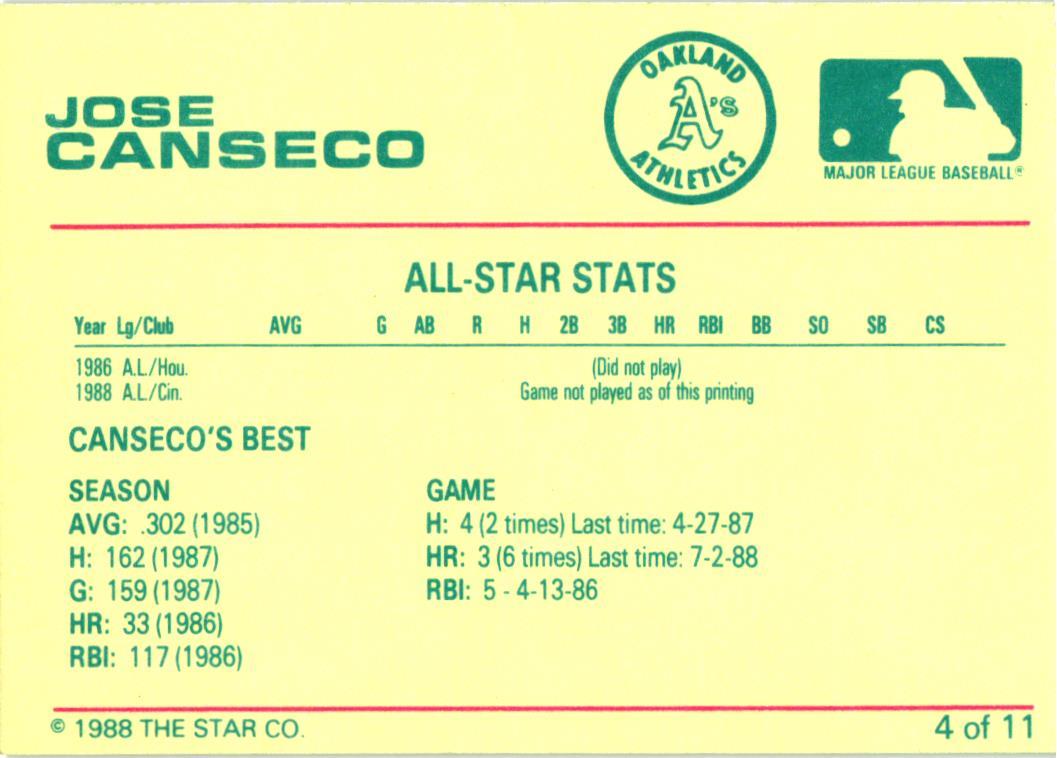 JOSE
CANSECO
OAKLAND
A's
ATHLETICS
MAJOR LEAGUE BASEBALL®
ALL-STAR STATS
Year Lg/Club AVG G AB R H 2B 3B HR RBI BB SO SB CS
1986 A.L./Hou. (Did not play)
1988 A.L./Cin. Game not played as of this printing
CANSECO'S BEST
SEASON GAME
AVG: .302 (1985) H: 4 (2 times) Last time: 4-27-87
H: 162 (1987) HR: 3 (6 times) Last time: 7-2-88
G: 159 (1987) RBI: 5 - 4-13-86
HR: 33 (1986)
RBI: 117 (1986)
© 1988 THE STAR CO. 4 of 11